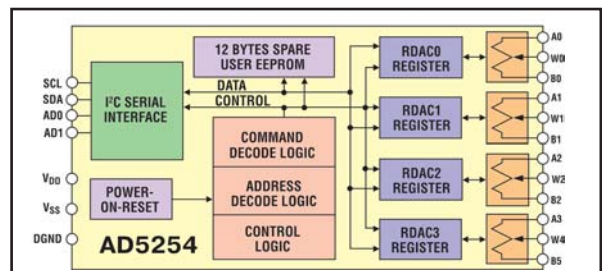 SCL
SDA
AD0
AD1
VDD
VSS
DGND
I²C SERIAL
INTERFACE
POWER-
ON-RESET
AD5254
12 BYTES SPARE
USER EEPROM
DATA
CONTROL
COMMAND
DECODE LOGIC
ADDRESS
DECODE LOGIC
CONTROL
LOGIC
RDAC0
REGISTER
RDAC1
REGISTER
RDAC2
REGISTER
RDAC3
REGISTER
A0
W0
B0
A1
W1
B1
A2
W2
B2
A3
W4
B5